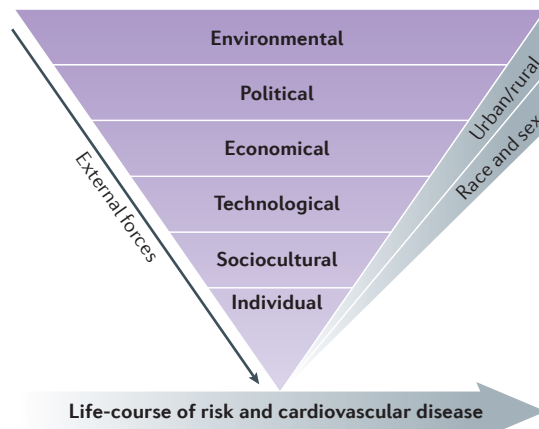 Environmental
Political
Economical
Technological
Sociocultural
Individual
External forces
Urban/rural
Race and sex
Life-course of risk and cardiovascular disease